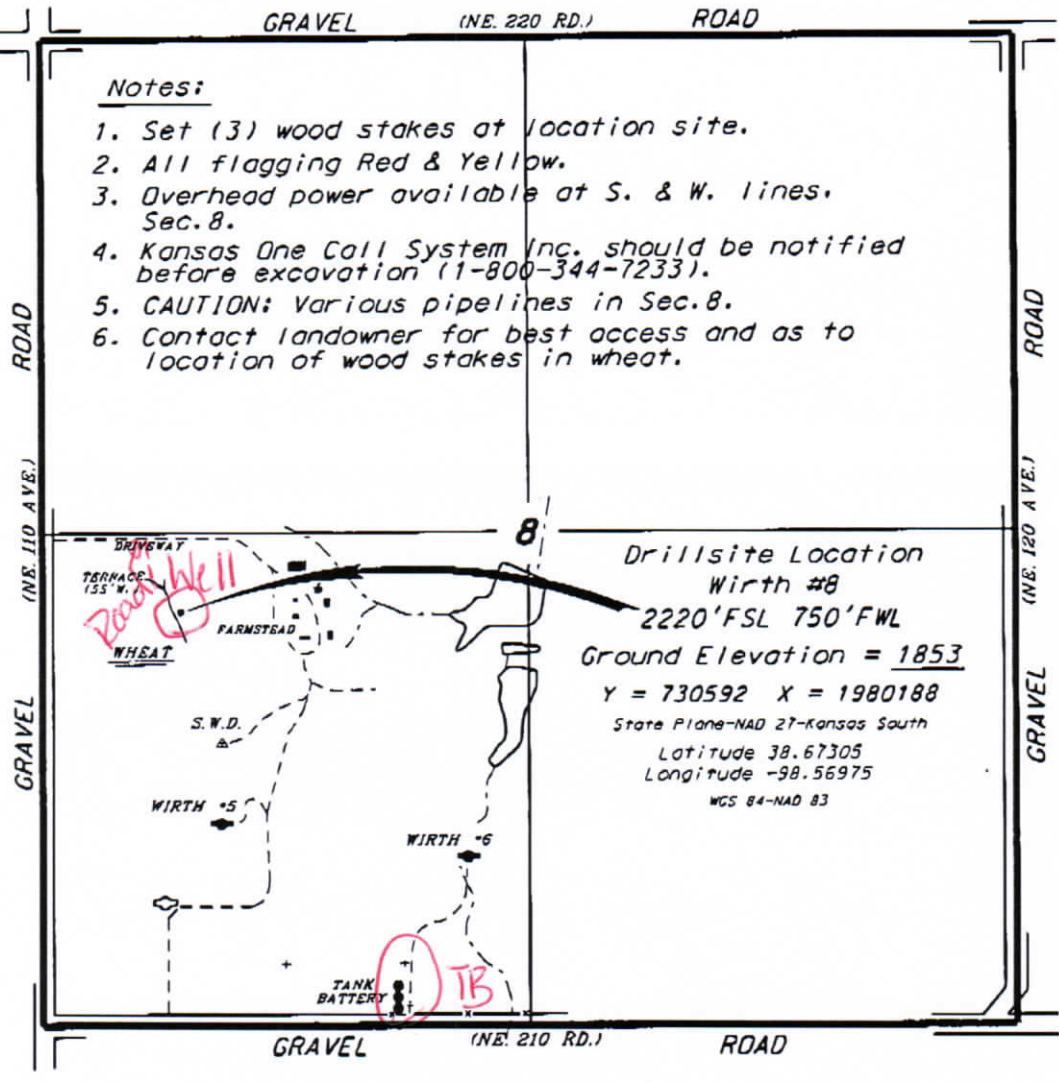 GRAVEL (NE. 220 RD.) ROAD
Notes:
1. Set (3) wood stakes at location site.
2. All flagging Red & Yellow.
3. Overhead power available at S. & W. lines.
Sec.8.
4. Kansas One Call System Inc. should be notified
before excavation (1-800-344-7233).
5. CAUTION: Various pipelines in Sec.8.
6. Contact landowner for best access and as to
location of wood stakes in wheat.
ROAD
(NE. 110 AVE.)
GRAVEL
ROAD
(NE. 120 AVE.)
GRAVEL
8
DRIVEWAY
TERRACE
(55'W.)
Well
FARMSTEAD
WHEAT
Drillsite Location
Wirth #8
2220'FSL 750'FWL
Ground Elevation = 1853
Y = 730592 X = 1980188
State Plane-NAD 27-Kansas South
Latitude 38.67305
Longitude -98.56975
WGS 84-NAD 83
S.W.D.
WIRTH #5
WIRTH #6
TANK
BATTERY
TB
GRAVEL (NE. 210 RD.) ROAD